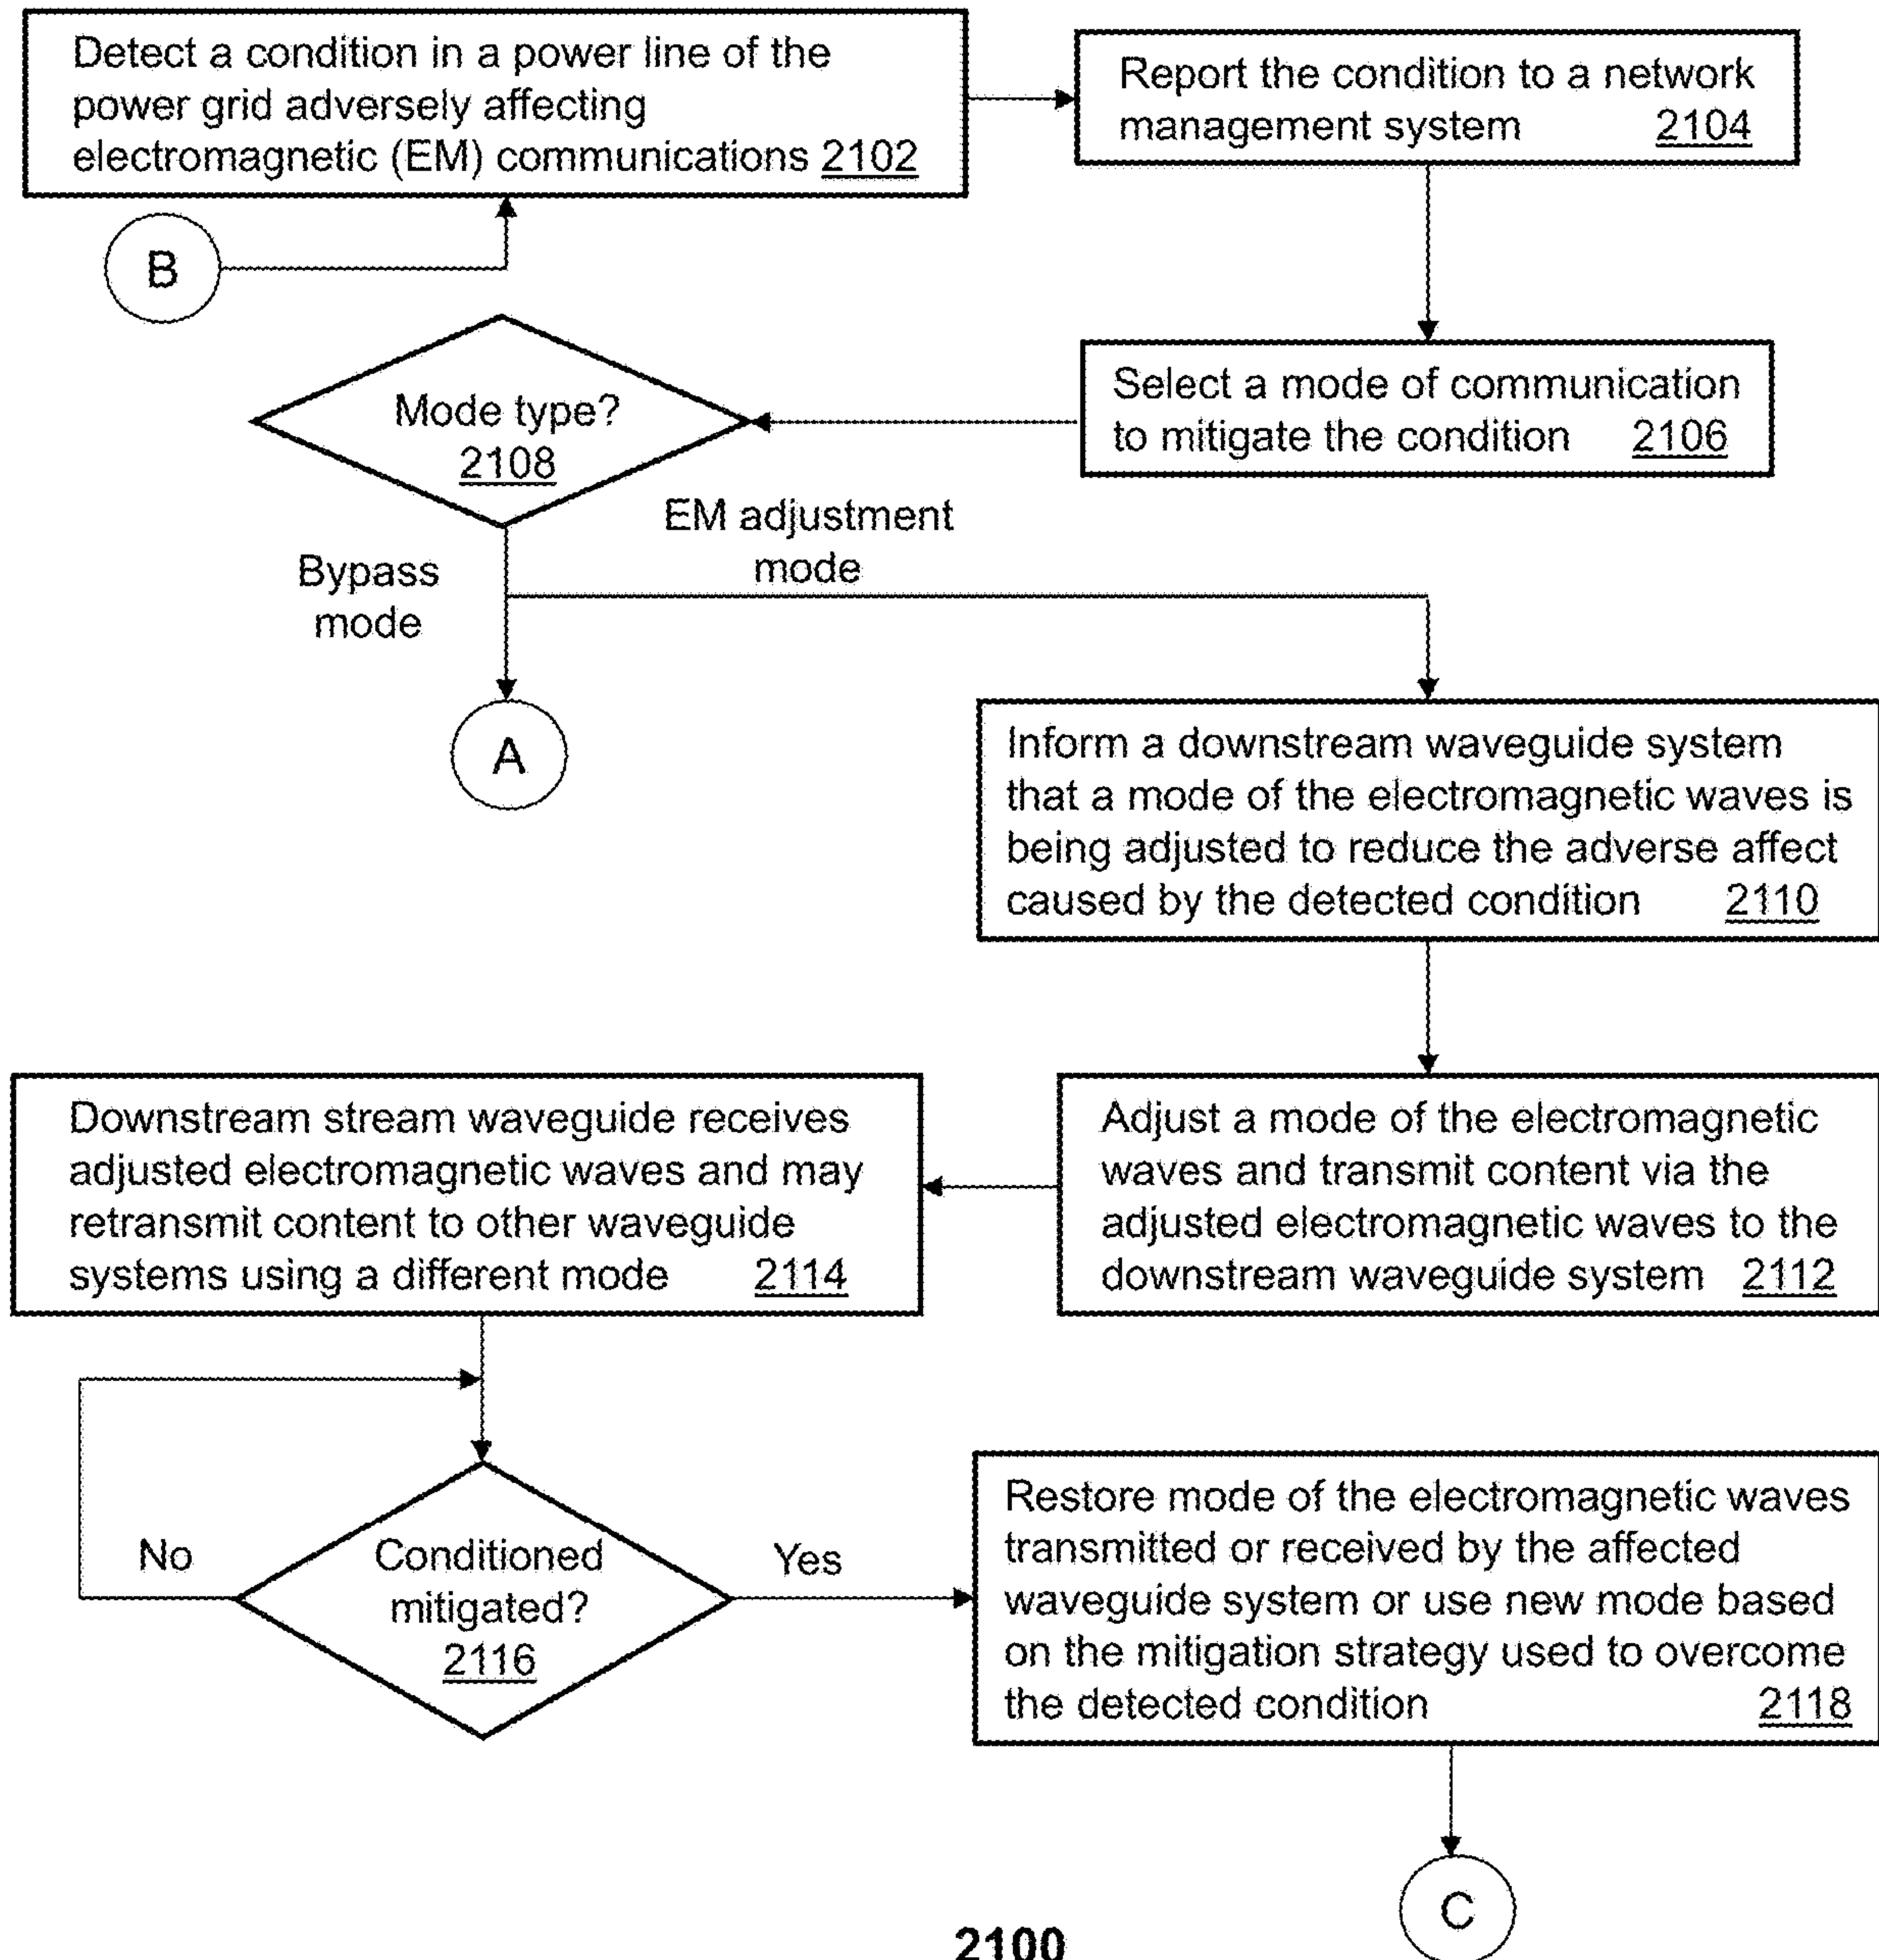 Detect a condition in a power line of the
power grid adversely affecting
electromagnetic (EM) communications 2102
Report the condition to a network
management system 2104
B
Select a mode of communication
to mitigate the condition 2106
Mode type?
2108
EM adjustment
mode
Bypass
mode
A
Inform a downstream waveguide system
that a mode of the electromagnetic waves is
being adjusted to reduce the adverse affect
caused by the detected condition 2110
Adjust a mode of the electromagnetic
waves and transmit content via the
adjusted electromagnetic waves to the
downstream waveguide system 2112
Downstream stream waveguide receives
adjusted electromagnetic waves and may
retransmit content to other waveguide
systems using a different mode 2114
No
Conditioned
mitigated?
2116
Yes
Restore mode of the electromagnetic waves
transmitted or received by the affected
waveguide system or use new mode based
on the mitigation strategy used to overcome
the detected condition 2118
C
2100